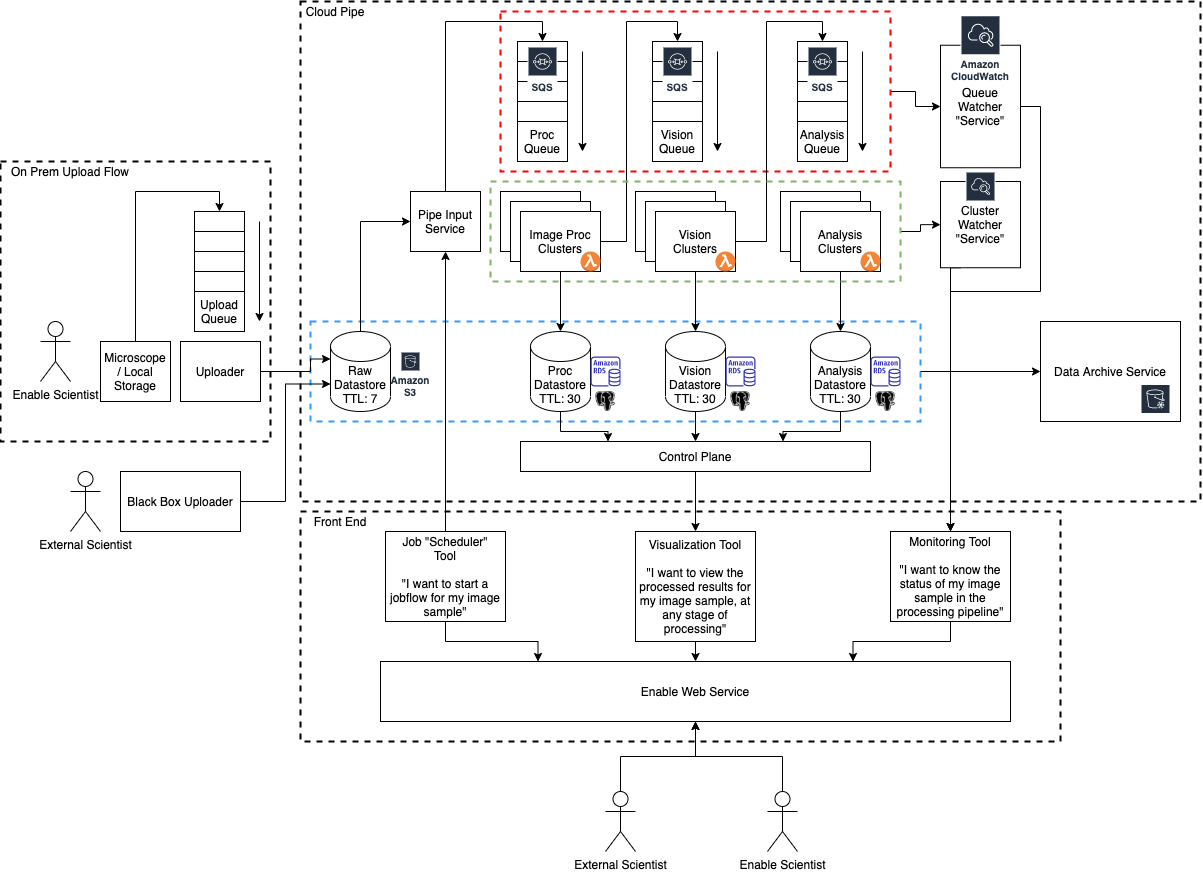 Cloud Pipe
SQS
Proc
Queue
SQS
Vision
Queue
SQS
Analysis
Queue
Amazon
CloudWatch
Queue
Watcher
"Service"
On Prem Upload Flow
Upload
Queue
Enable Scientist
Microscope
/ Local
Storage
Uploader
Pipe Input
Service
Image Proc
Clusters
Vision
Clusters
Analysis
Clusters
Cluster
Watcher
"Service"
Raw
Datastore
TTL: 7
Amazon
S3
Proc
Datastore
TTL: 30
Amazon
RDS
Vision
Datastore
TTL: 30
Amazon
RDS
Analysis
Datastore
TTL: 30
Amazon
RDS
Data Archive Service
Control Plane
Black Box Uploader
External Scientist
Front End
Job "Scheduler"
Tool
"I want to start a
jobflow for my image
sample"
Visualization Tool
"I want to view the
processed results for
my image sample, at
any stage of
processing"
Monitoring Tool
"I want to know the
status of my image
sample in the
processing pipeline"
Enable Web Service
External Scientist
Enable Scientist